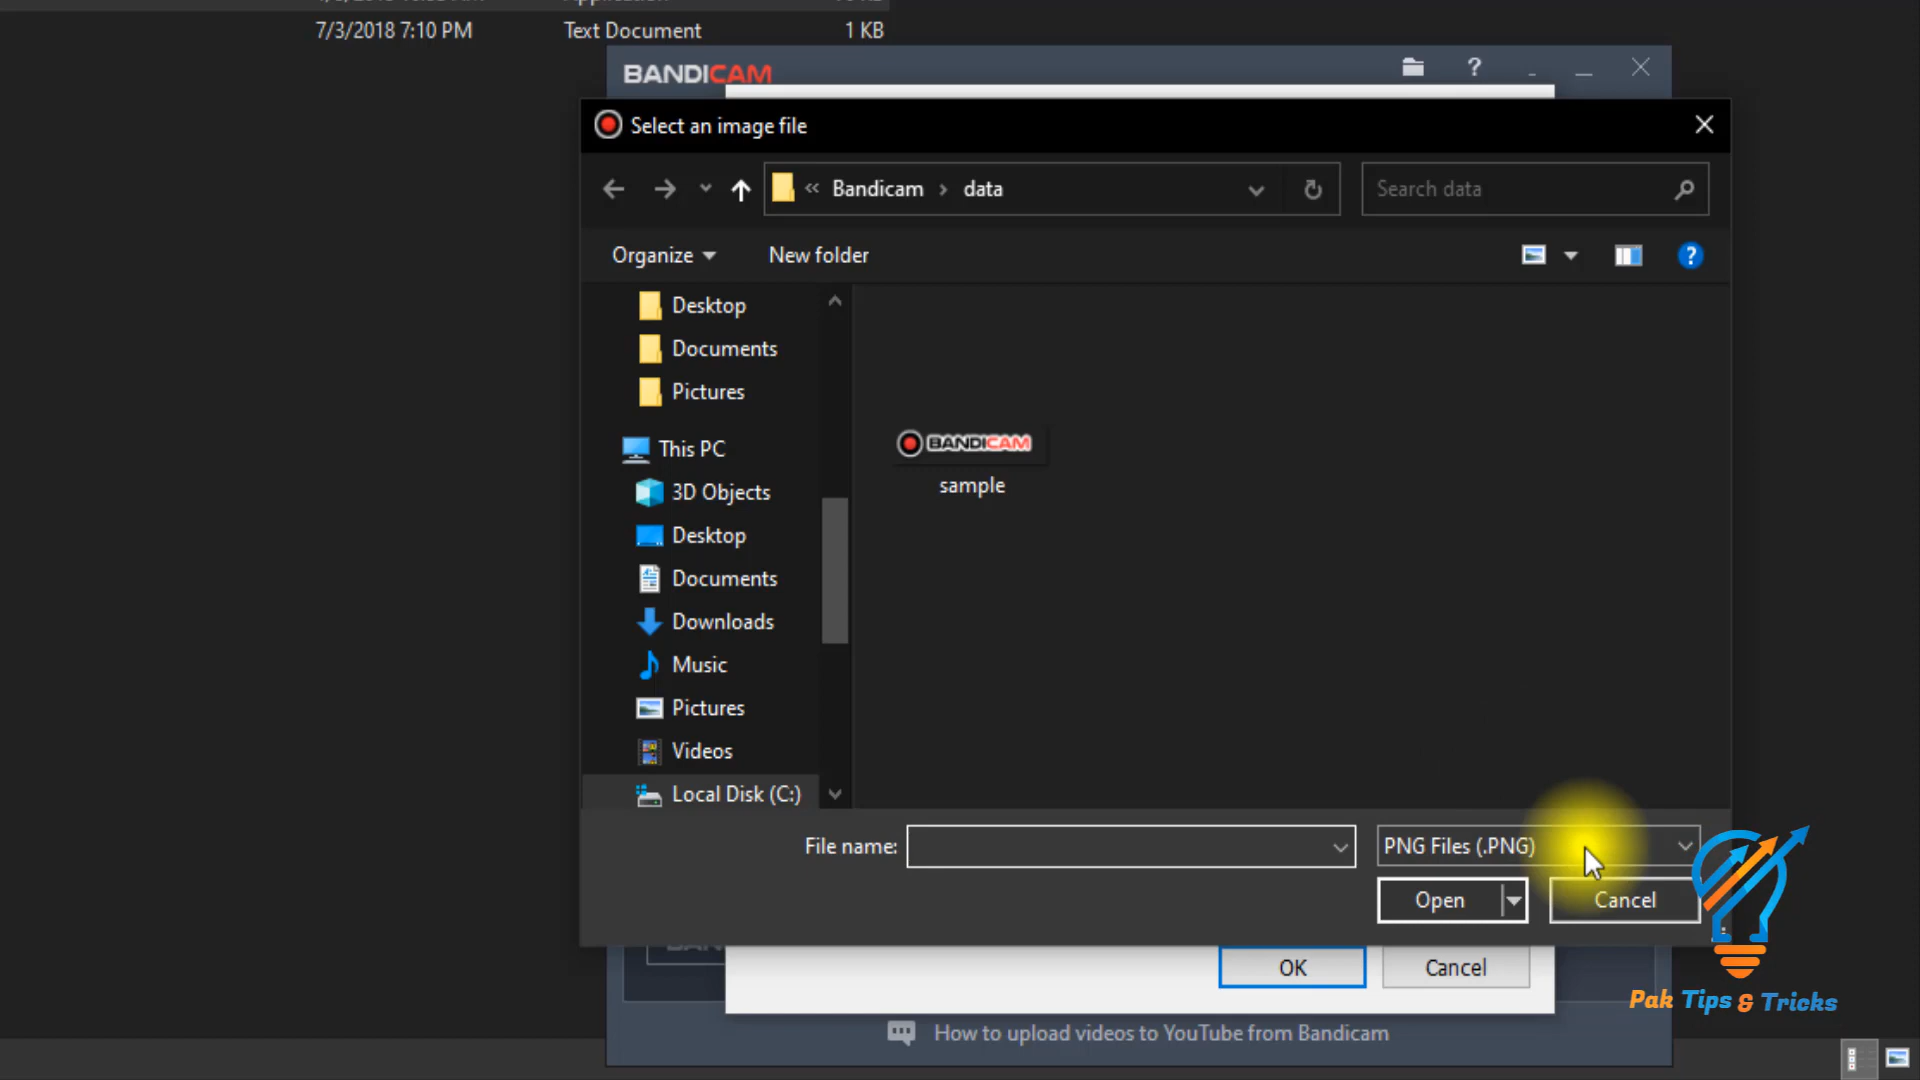 7/3/2018 7:10 PM Text Document 1 KB
BANDICAM ?
Select an image file
« Bandicam > data Search data
Organize New folder ?
Desktop
Documents
Pictures
This PC
3D Objects
Desktop
Documents
Downloads
Music
Pictures
Videos
Local Disk (C:)
BANDICAM
sample
File name: PNG Files (.PNG)
Open Cancel
OK Cancel
Pak Tips & Tricks
How to upload videos to YouTube from Bandicam